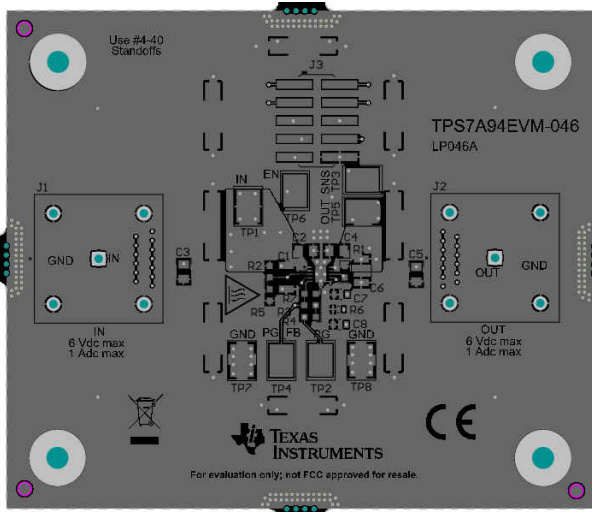 Use #4-40
Standoffs
J3
TPS7A94EVM-046
LP046A
IN
EN
OUT SNS
TP3
TP5
TP1
TP6
J1
J2
GND
IN
OUT
GND
C3
C2
C4
C1
R1
R2
C5
C6
R7
C7
R5
R3
R6
R4
C8
IN
6 Vdc max
1 Adc max
OUT
6 Vdc max
1 Adc max
GND
PG FB
PG
GND
TP7
TP4
TP2
TP8
CE
TEXAS
INSTRUMENTS
For evaluation only; not FCC approved for resale.